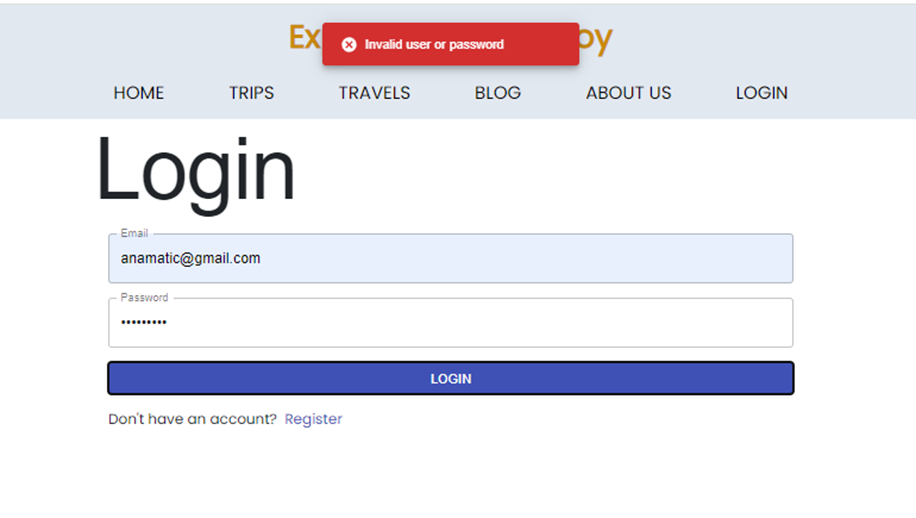 Invalid user or password
HOME TRIPS TRAVELS BLOG ABOUT US LOGIN
Login
Email
anamatic@gmail.com
Password
•••••••••
LOGIN
Don't have an account? Register